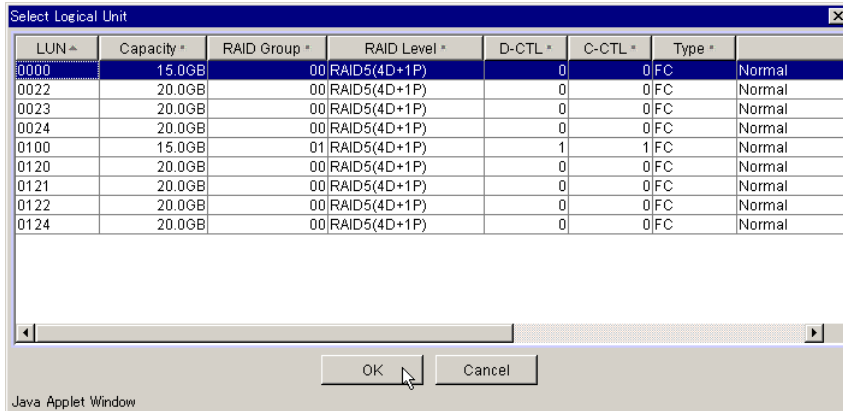 Select Logical Unit
LUN Capacity RAID Group RAID Level D-CTL C-CTL Type
0000 15.0GB 00 RAID5(4D+1P) 0 0 FC Normal
0022 20.0GB 00 RAID5(4D+1P) 0 0 FC Normal
0023 20.0GB 00 RAID5(4D+1P) 0 0 FC Normal
0024 20.0GB 00 RAID5(4D+1P) 0 0 FC Normal
0100 15.0GB 01 RAID5(4D+1P) 1 1 FC Normal
0120 20.0GB 00 RAID5(4D+1P) 0 0 FC Normal
0121 20.0GB 00 RAID5(4D+1P) 0 0 FC Normal
0122 20.0GB 00 RAID5(4D+1P) 0 0 FC Normal
0124 20.0GB 00 RAID5(4D+1P) 0 0 FC Normal
OK Cancel
Java Applet Window